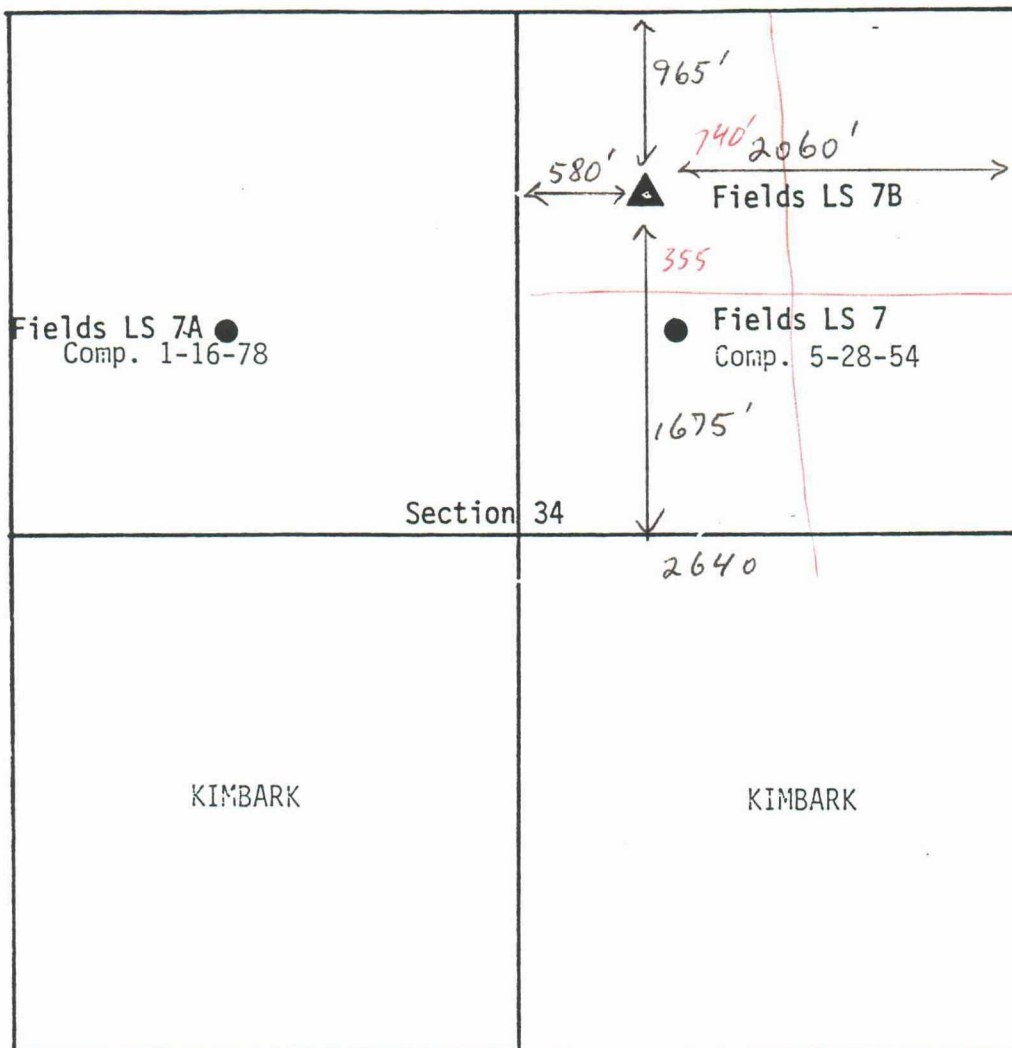 965'
740'
2060'
580'
Fields LS 7B
355
Fields LS 7A
Comp. 1-16-78
Fields LS 7
Comp. 5-28-54
1675'
Section 34
2640
KIMBARK
KIMBARK